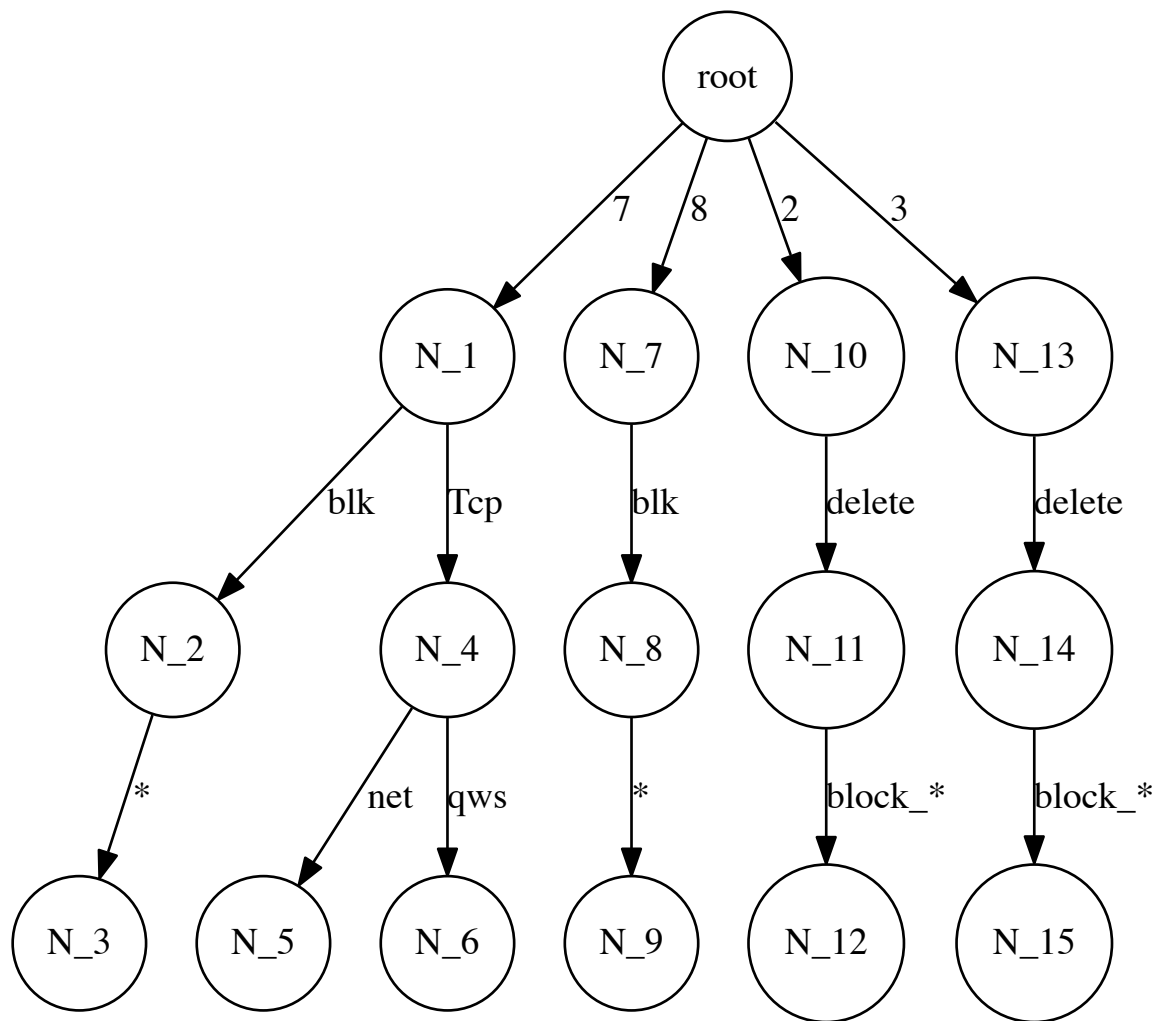 root
7 8 2 3
N_1 N_7 N_10 N_13
blk Tcp blk delete delete
N_2 N_4 N_8 N_11 N_14
* net qws * block_* block_*
N_3 N_5 N_6 N_9 N_12 N_15